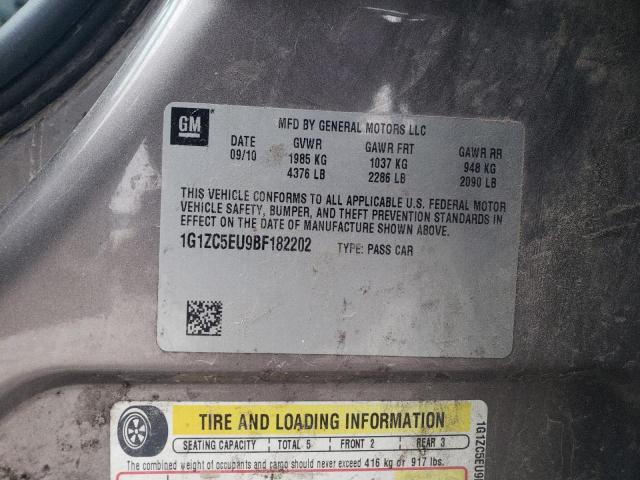 GM
MFD BY GENERAL MOTORS LLC
DATE GVWR GAWR FRT GAWR RR
09/10 1985 KG 1037 KG 948 KG
4376 LB 2286 LB 2090 LB
THIS VEHICLE CONFORMS TO ALL APPLICABLE U.S. FEDERAL MOTOR
VEHICLE SAFETY, BUMPER, AND THEFT PREVENTION STANDARDS IN
EFFECT ON THE DATE OF MANUFACTURE SHOWN ABOVE.
1G1ZC5EU9BF182202 TYPE: PASS CAR
TIRE AND LOADING INFORMATION
SEATING CAPACITY TOTAL 5 FRONT 2 REAR 3
The combined weight of occupants and cargo should never exceed 416 kg or 917 lbs.
1G1ZC5EU9